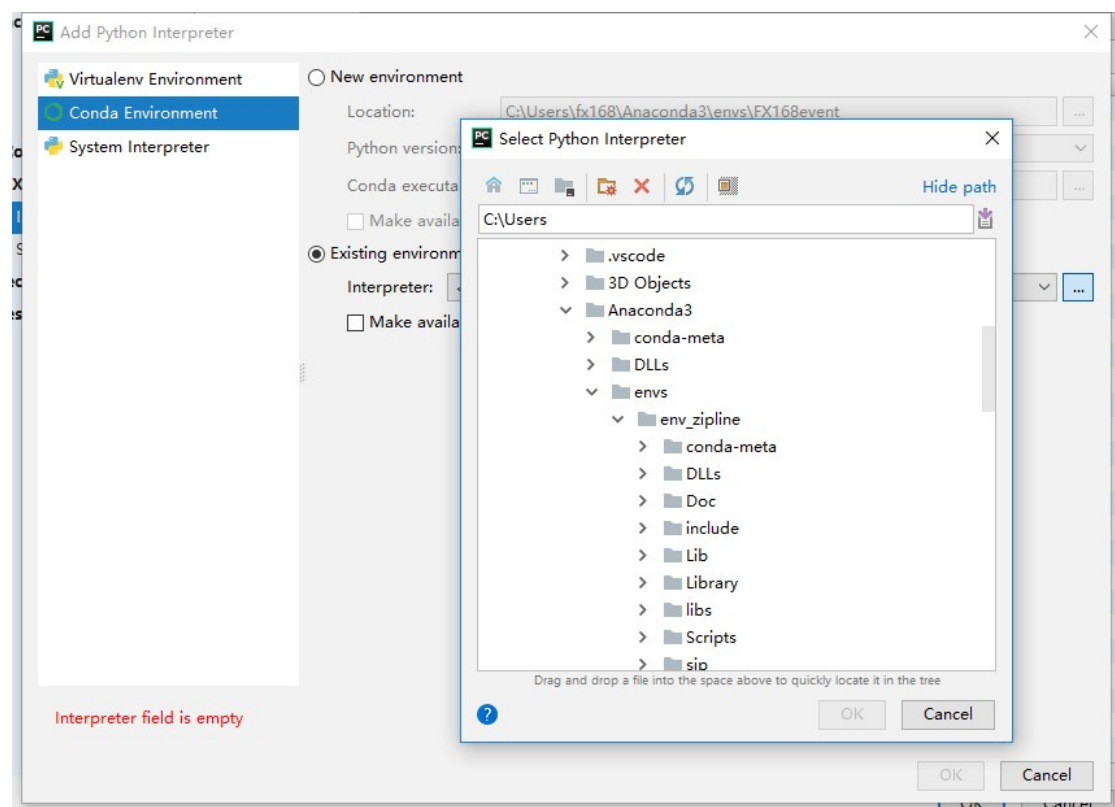 Add Python Interpreter
Virtualenv Environment
Conda Environment
System Interpreter
New environment
Location: C:\Users\fx168\Anaconda3\envs\FX168event ...
Python version:
Conda executa ...
Make availa
Existing environm
Interpreter: ...
Make availa
Select Python Interpreter
Hide path
C:\Users
.vscode
3D Objects
Anaconda3
conda-meta
DLLs
envs
env_zipline
conda-meta
DLLs
Doc
include
Lib
Library
libs
Scripts
sip
Drag and drop a file into the space above to quickly locate it in the tree
? OK Cancel
Interpreter field is empty
OK Cancel
OK Cancel